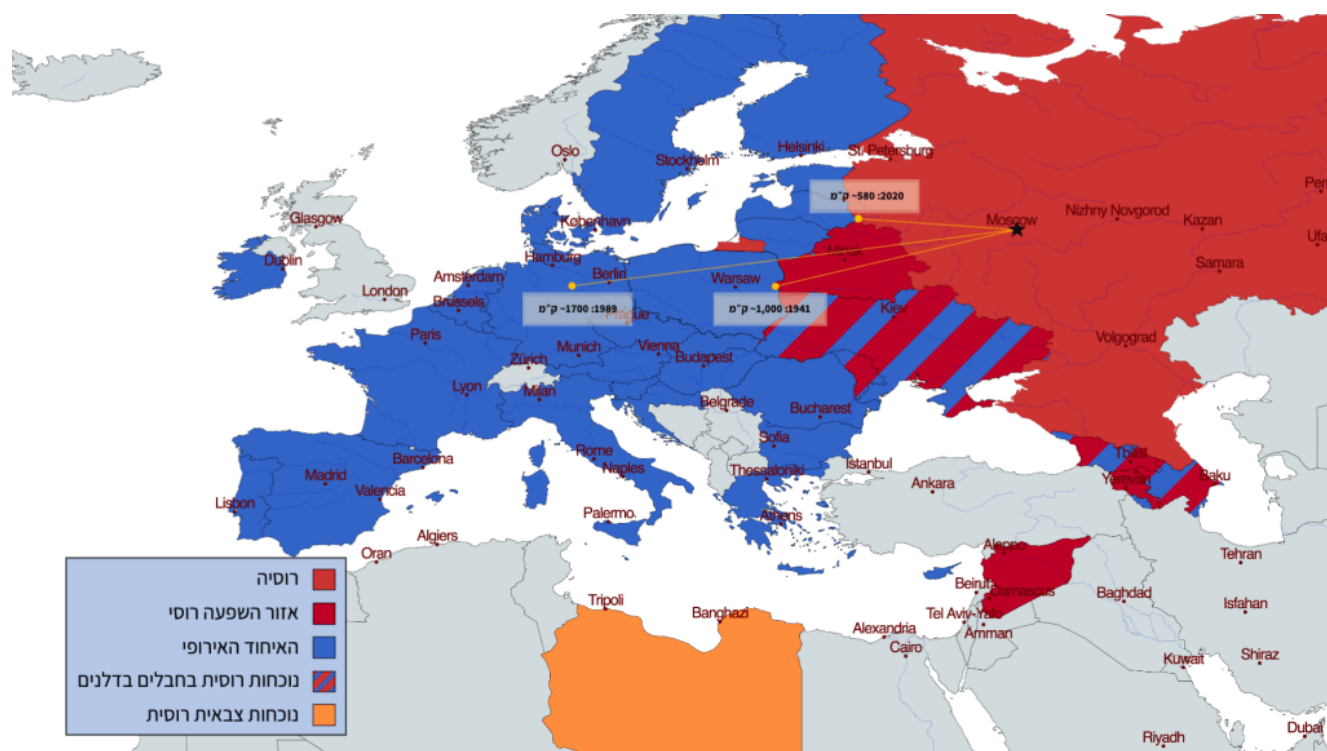 Oslo
Helsinki
St. Petersburg
Stockholm
2020: 580~ ק״מ
Perm
Glasgow
København
Moscow
Nizhny Novgorod
Kazan
Ufa
Dublin
Hamburg
Minsk
Samara
Amsterdam
Berlin
Warsaw
London
Brussels
1989: 1700~ ק״מ
1941: 1,000~ ק״מ
Kiev
Prague
Paris
Munich
Vienna
Volgograd
Zürich
Budapest
Lyon
Milan
Belgrade
Bucharest
Sofia
Rome
Tbilisi
Barcelona
Naples
Thessaloniki
Istanbul
Madrid
Yerevan
Baku
Valencia
Ankara
Lisbon
Palermo
Athens
Algiers
Aleppo
Oran
Tehran
רוסיה
Beirut
Damascus
Baghdad
אזור השפעה רוסי
Tripoli
Banghazi
Tel Aviv-Yafo
Isfahan
Alexandria
Amman
האיחוד האירופי
Cairo
Kuwait
Shiraz
נוכחות רוסית בחבלים בדלנים
נוכחות צבאית רוסית
Riyadh
Dubai